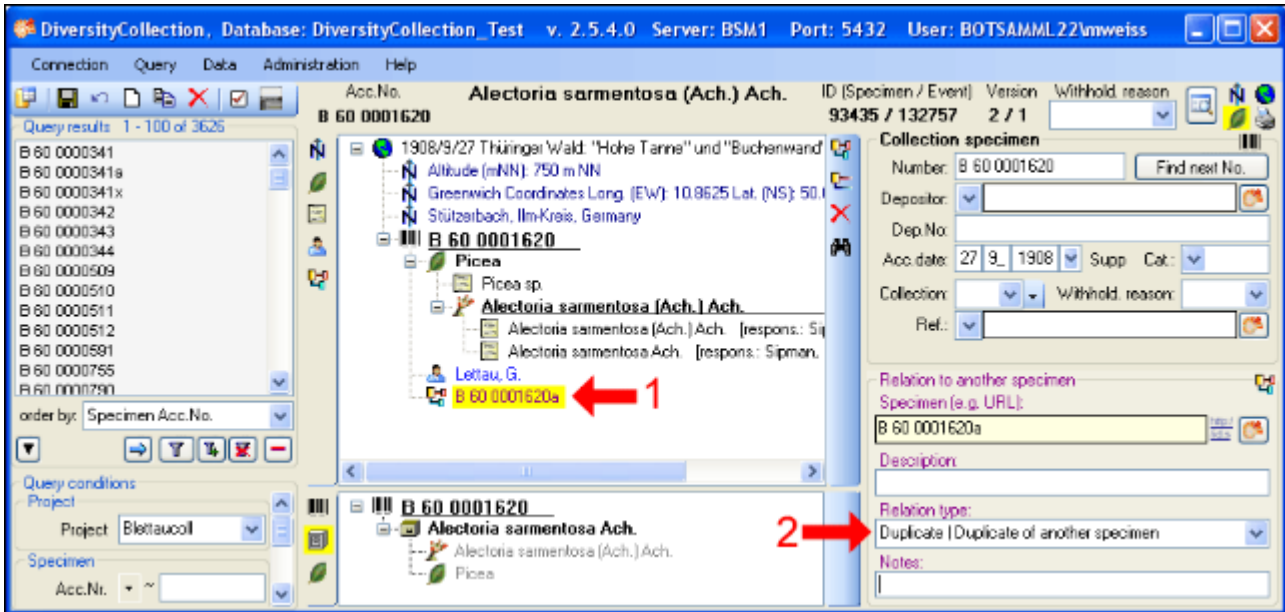 DiversityCollection, Database: DiversityCollection_Test v. 2.5.4.0 Server: BSM1 Port: 5432 User: BOTSAMML22\mweiss
Connection Query Data Administration Help
Acc.No. Alectoria sarmentosa (Ach.) Ach. ID (Specimen / Event) Version Withhold. reason
B 60 0001620 93435 / 132757 2 / 1
Query results 1 - 100 of 3626
B 60 0000341
B 60 0000341a
B 60 0000341x
B 60 0000342
B 60 0000343
B 60 0000344
B 60 0000509
B 60 0000510
B 60 0000511
B 60 0000512
B 60 0000591
B 60 0000755
B 60 0000790
order by: Specimen Acc.No.
Query conditions
Project
Project Blettaucoll
Specimen
Acc.Nr. ~
1908/9/27 Thüringer Wald: "Hohe Tanne" und "Buchenwand"
Altitude (mNN): 750 m NN
Greenwich Coordinates Long. (EW): 10.8625 Lat. (NS): 50.
Stützerbach, Ilm-Kreis, Germany
B 60 0001620
Picea
Picea sp.
Alectoria sarmentosa (Ach.) Ach.
Alectoria sarmentosa (Ach.) Ach. [respons.: Sip
Alectoria sarmentosa Ach. [respons.: Sipman,
Lettau, G.
B 60 0001620a
1
B 60 0001620
Alectoria sarmentosa Ach.
Alectoria sarmentosa (Ach.) Ach.
Picea
Collection specimen
Number: B 60 0001620 Find next No.
Depositor:
Dep.No:
Acc.date: 27 9_ 1908 Supp Cat.:
Collection: Withhold. reason:
Ref.:
Relation to another specimen
Specimen (e.g. URL):
B 60 0001620a
Description:
Relation type:
2
Duplicate | Duplicate of another specimen
Notes: